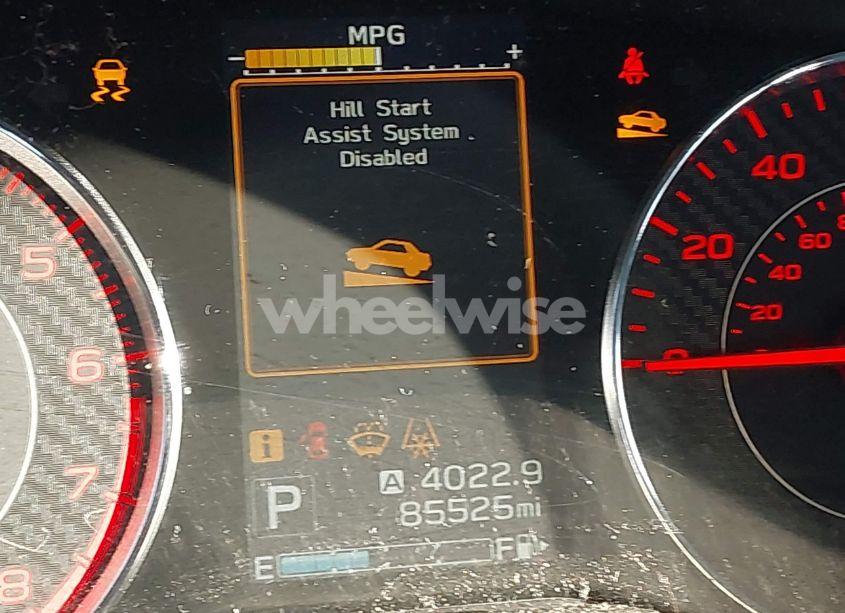 MPG
- +
Hill Start
Assist System
Disabled
40
20
0
80
60
40
20
5
6
7
8
wheelwise
i
P
A 4022.9
85525mi
E F